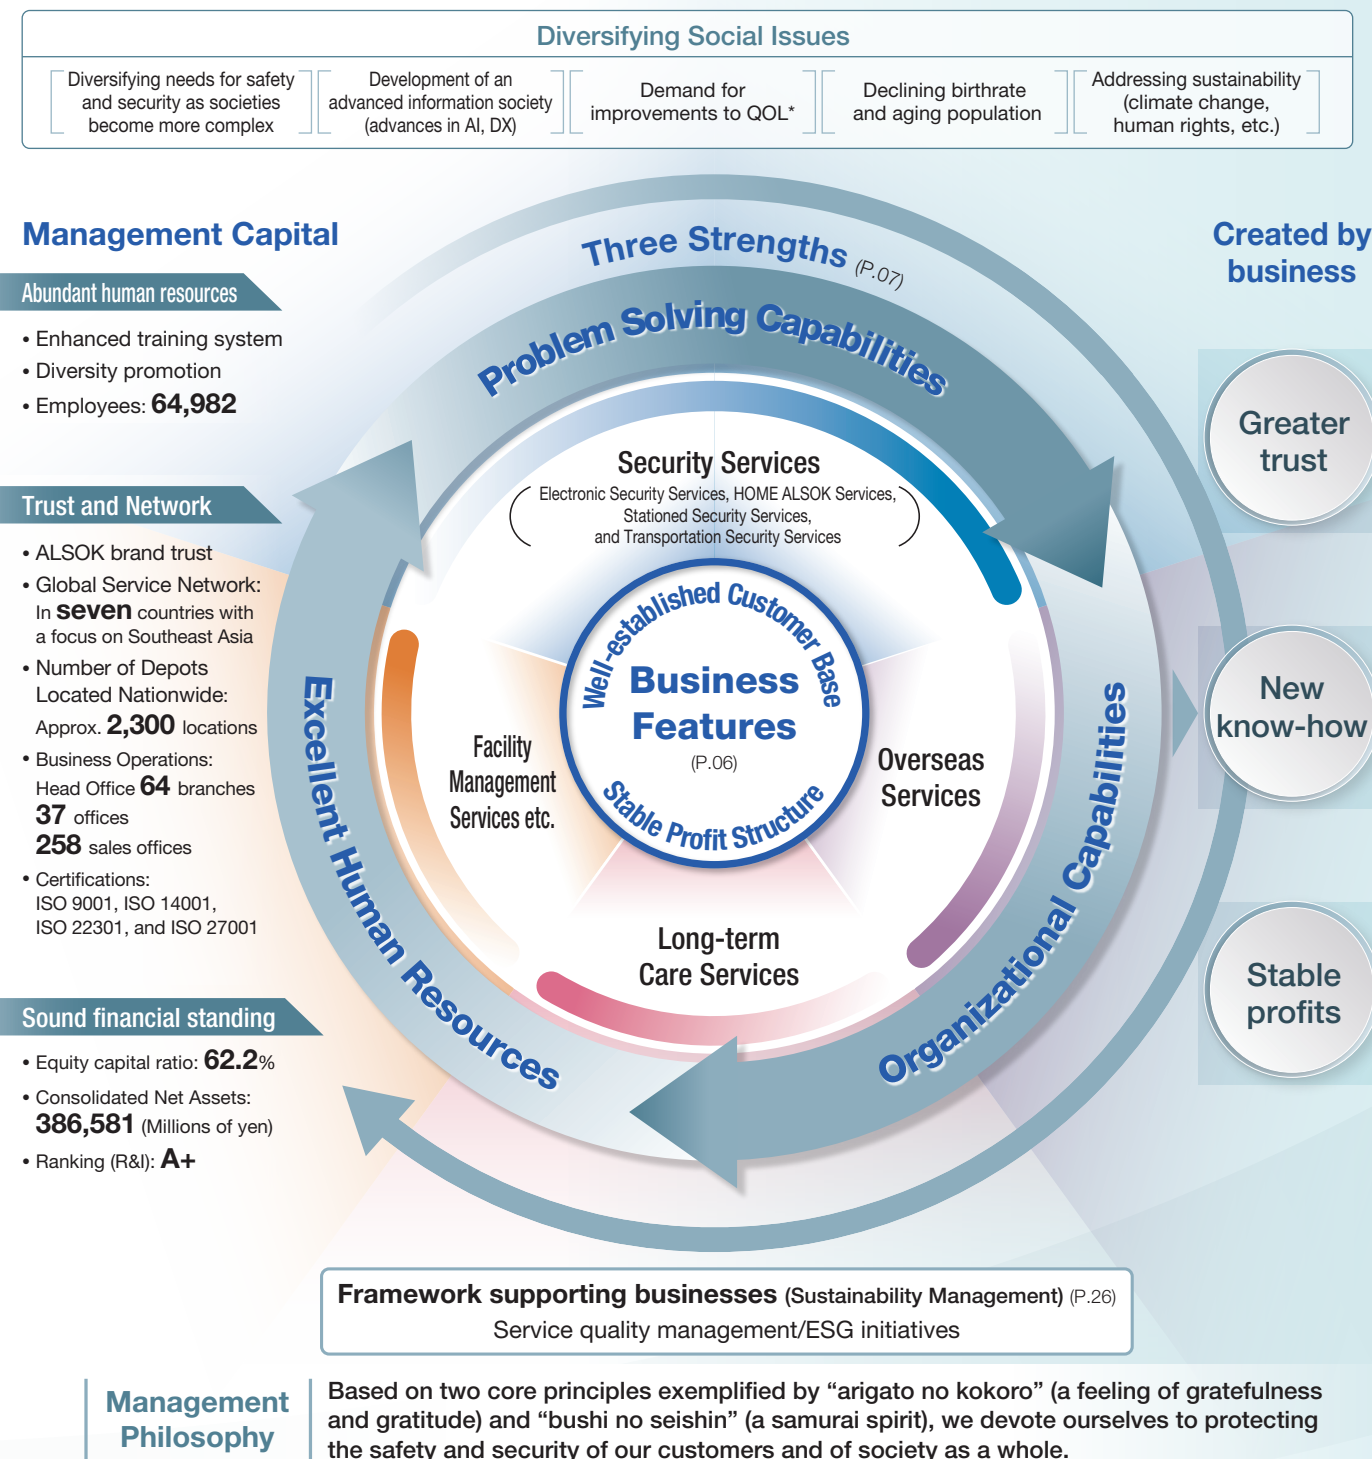 Diversifying Social Issues
Diversifying needs for safety
and security as societies
become more complex
Development of an
advanced information society
(advances in AI, DX)
Demand for
improvements to QOL*
Declining birthrate
and aging population
Addressing sustainability
(climate change,
human rights, etc.)
Management Capital
Abundant human resources
• Enhanced training system
• Diversity promotion
• Employees: 64,982
Trust and Network
• ALSOK brand trust
• Global Service Network:
In seven countries with
a focus on Southeast Asia
• Number of Depots
Located Nationwide:
Approx. 2,300 locations
• Business Operations:
Head Office 64 branches
37 offices
258 sales offices
• Certifications:
ISO 9001, ISO 14001,
ISO 22301, and ISO 27001
Sound financial standing
• Equity capital ratio: 62.2%
• Consolidated Net Assets:
386,581 (Millions of yen)
• Ranking (R&I): A+
Three Strengths (P.07)
Problem Solving Capabilities
Organizational Capabilities
Excellent Human Resources
Security Services
(Electronic Security Services, HOME ALSOK Services,
Stationed Security Services,
and Transportation Security Services)
Well-established Customer Base
Business
Features
(P.06)
Stable Profit Structure
Facility
Management
Services etc.
Overseas
Services
Long-term
Care Services
Created by
business
Greater
trust
New
know-how
Stable
profits
Framework supporting businesses (Sustainability Management) (P.26)
Service quality management/ESG initiatives
Management
Philosophy
Based on two core principles exemplified by “arigato no kokoro” (a feeling of gratefulness
and gratitude) and “bushi no seishin” (a samurai spirit), we devote ourselves to protecting
the safety and security of our customers and of society as a whole.